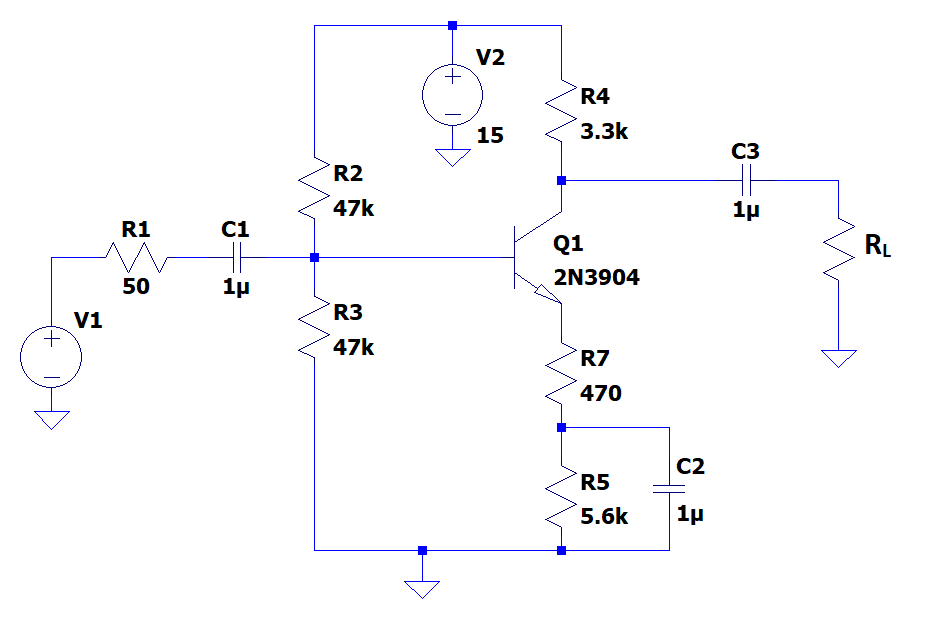 V2
15
R4
3.3k
C3
1µ
R2
47k
R1
50
C1
1µ
Q1
2N3904
R_L
V1
R3
47k
R7
470
R5
5.6k
C2
1µ